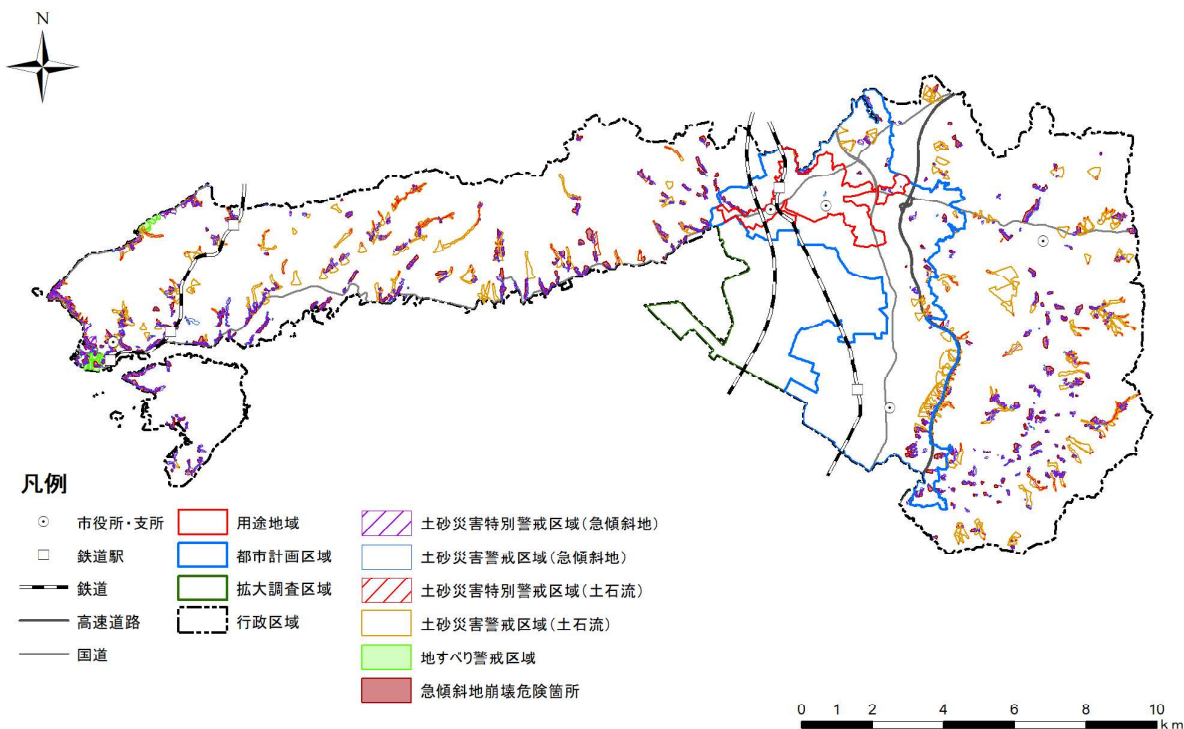 N
凡例
市役所・支所
鉄道駅
鉄道
高速道路
国道
用途地域
都市計画区域
拡大調査区域
行政区域
土砂災害特別警戒区域(急傾斜地)
土砂災害警戒区域(急傾斜地)
土砂災害特別警戒区域(土石流)
土砂災害警戒区域(土石流)
地すべり警戒区域
急傾斜地崩壊危険箇所
0 1 2 4 6 8 10
km